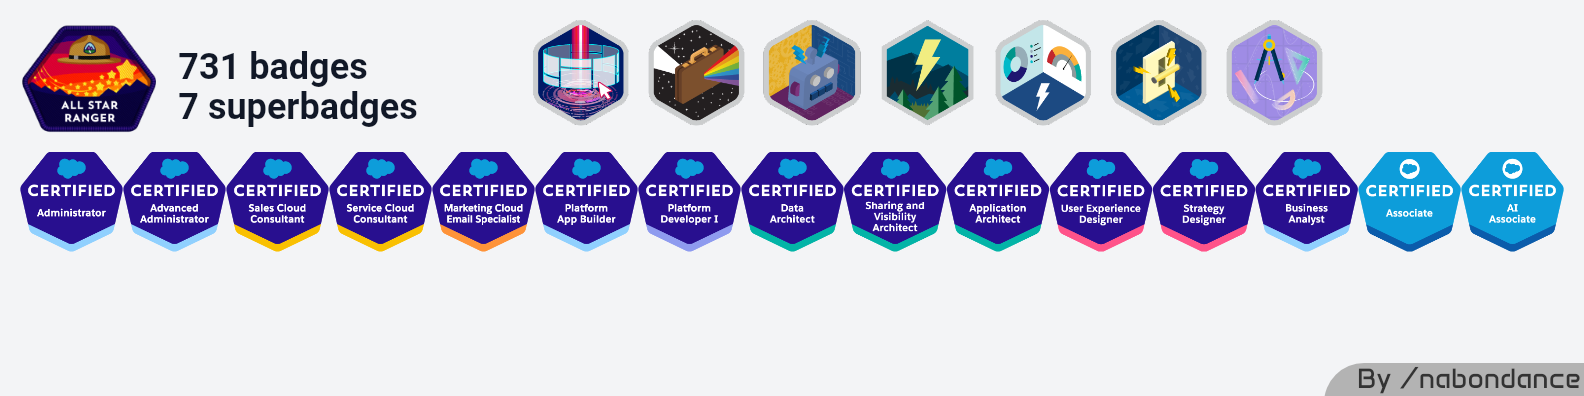 ALL STAR
RANGER
731 badges
7 superbadges
CERTIFIED
Administrator
CERTIFIED
Advanced
Administrator
CERTIFIED
Sales Cloud
Consultant
CERTIFIED
Service Cloud
Consultant
CERTIFIED
Marketing Cloud
Email Specialist
CERTIFIED
Platform
App Builder
CERTIFIED
Platform
Developer I
CERTIFIED
Data
Architect
CERTIFIED
Sharing and
Visibility
Architect
CERTIFIED
Application
Architect
CERTIFIED
User Experience
Designer
CERTIFIED
Strategy
Designer
CERTIFIED
Business
Analyst
CERTIFIED
Associate
CERTIFIED
AI
Associate
By /nabondance